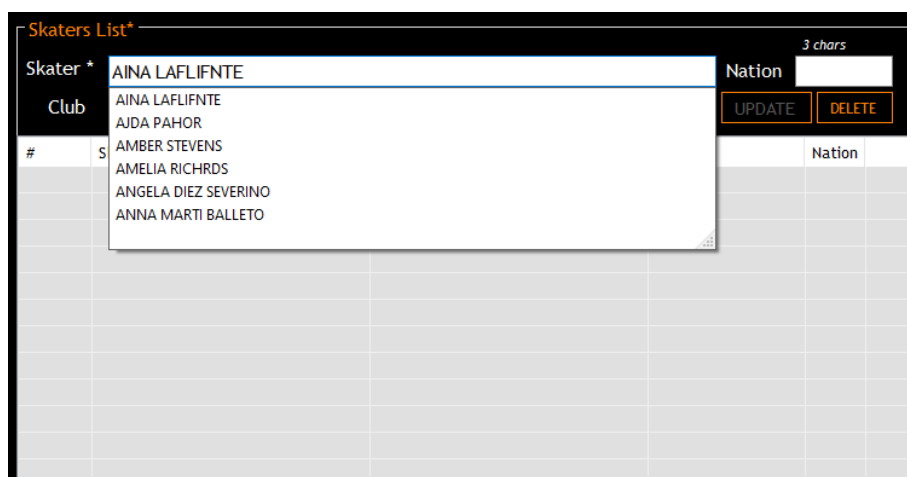 Skaters List*
3 chars
Skater * AINA LAFLIFNTE Nation
Club AINA LAFLIFNTE UPDATE DELETE
AJDA PAHOR
# S AMBER STEVENS Nation
AMELIA RICHRDS
ANGELA DIEZ SEVERINO
ANNA MARTI BALLETO